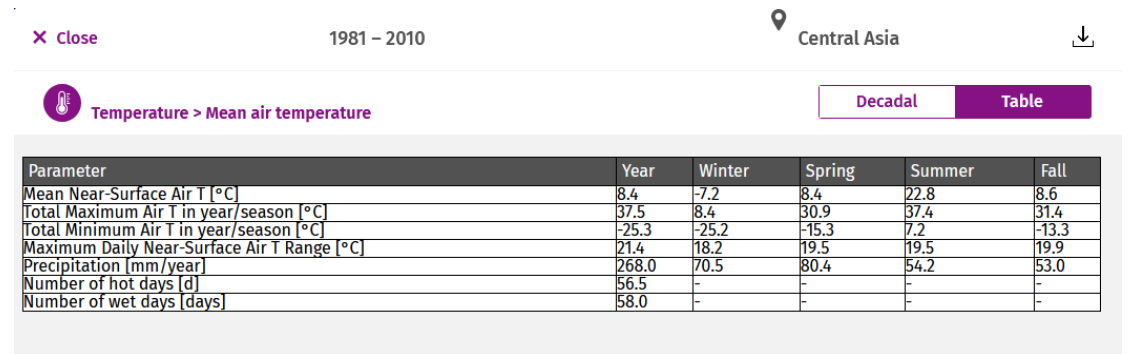 ✕ Close 1981 – 2010 Central Asia
Temperature > Mean air temperature Decadal Table
Parameter Year Winter Spring Summer Fall
Mean Near-Surface Air T [°C] 8.4 -7.2 8.4 22.8 8.6
Total Maximum Air T in year/season [°C] 37.5 8.4 30.9 37.4 31.4
Total Minimum Air T in year/season [°C] -25.3 -25.2 -15.3 7.2 -13.3
Maximum Daily Near-Surface Air T Range [°C] 21.4 18.2 19.5 19.5 19.9
Precipitation [mm/year] 268.0 70.5 80.4 54.2 53.0
Number of hot days [d] 56.5 - - - -
Number of wet days [days] 58.0 - - - -